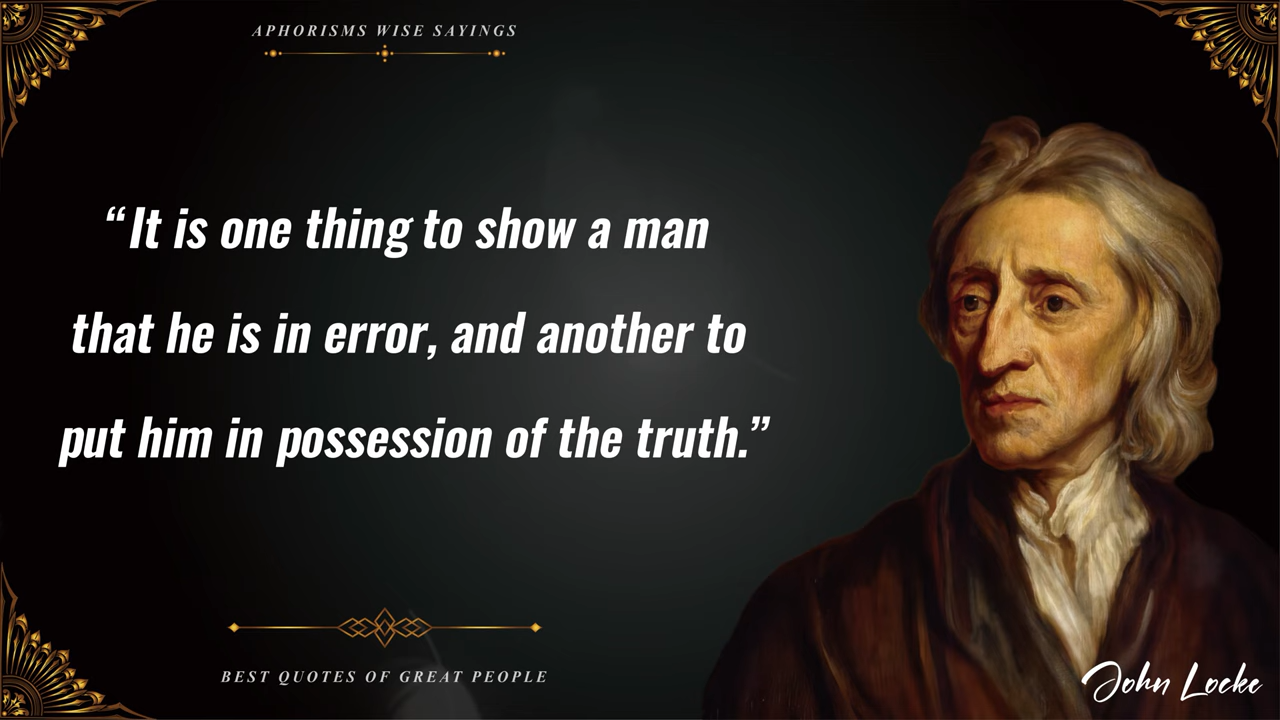 APHORISMS WISE SAYINGS
“It is one thing to show a man
that he is in error, and another to
put him in possession of the truth.”
BEST QUOTES OF GREAT PEOPLE
John Locke